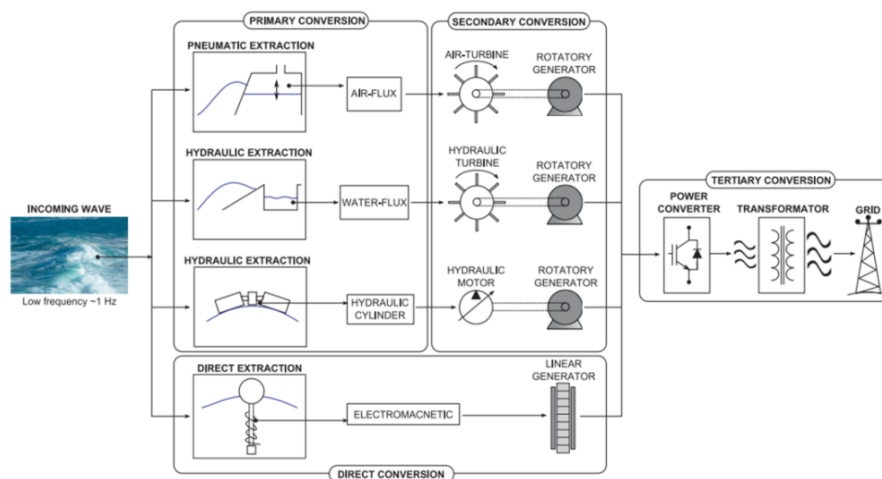 PRIMARY CONVERSION
SECONDARY CONVERSION
PNEUMATIC EXTRACTION
AIR-FLUX
AIR-TURBINE
ROTATORY
GENERATOR
HYDRAULIC EXTRACTION
WATER-FLUX
HYDRAULIC
TURBINE
ROTATORY
GENERATOR
INCOMING WAVE
Low frequency ~1 Hz
HYDRAULIC EXTRACTION
HYDRAULIC
CYLINDER
HYDRAULIC
MOTOR
ROTATORY
GENERATOR
TERTIARY CONVERSION
POWER
CONVERTER
TRANSFORMATOR
GRID
DIRECT EXTRACTION
ELECTROMACNETIC
LINEAR
GENERATOR
DIRECT CONVERSION